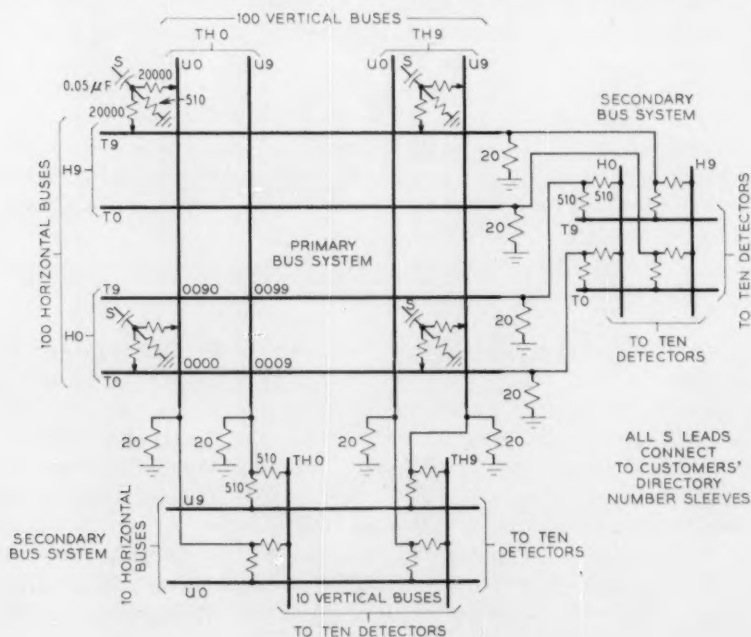 100 VERTICAL BUSES
TH0 TH9
U0 U9 U0 U9
S S
0.05 μF 20000 510
20000
SECONDARY
BUS SYSTEM
100 HORIZONTAL BUSES
H9
T9
T0
20
20
H0 H9
510 510
T9
T0
TO TEN DETECTORS
TO TEN
DETECTORS
PRIMARY
BUS SYSTEM
H0
T9 0090 0099
S S
T0 0000 0009
20
20
20 20 20 20
ALL S LEADS
CONNECT
TO CUSTOMERS'
DIRECTORY
NUMBER SLEEVES
510 TH0 TH9
510
SECONDARY
BUS SYSTEM
10 HORIZONTAL
BUSES
U9
U0
TO TEN
DETECTORS
10 VERTICAL BUSES
TO TEN DETECTORS